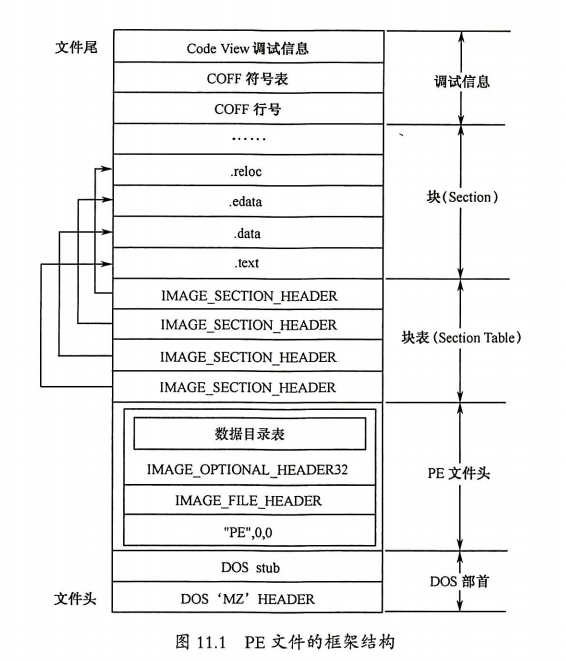 文件尾
Code View 调试信息
COFF 符号表
COFF 行号
调试信息
……
.reloc
.edata
.data
.text
块(Section)
IMAGE_SECTION_HEADER
IMAGE_SECTION_HEADER
IMAGE_SECTION_HEADER
IMAGE_SECTION_HEADER
块表(Section Table)
数据目录表
IMAGE_OPTIONAL_HEADER32
IMAGE_FILE_HEADER
"PE",0,0
PE 文件头
DOS stub
DOS ‘MZ’ HEADER
DOS 部首
文件头
图 11.1 PE 文件的框架结构